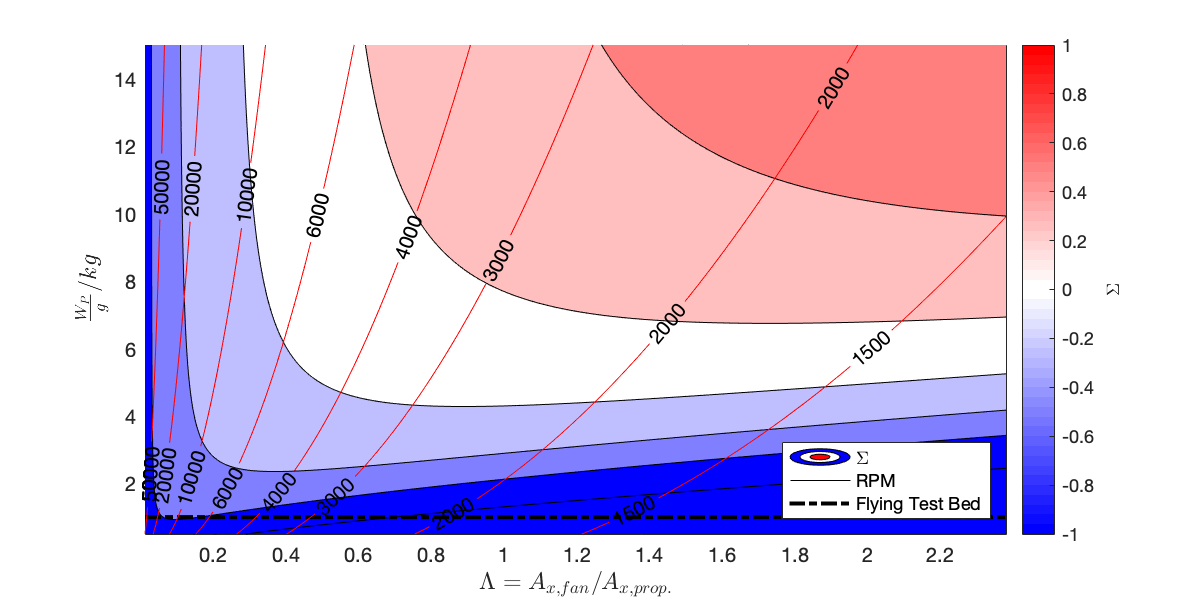 14
12
10
8
6
4
2
0.2 0.4 0.6 0.8 1 1.2 1.4 1.6 1.8 2 2.2
Λ = A_{x,fan}/A_{x,prop.}
\frac{W_P}{g}/kg
50000 20000 10000 6000 4000 3000 2000
2000 1500
50000 20000 10000 6000 4000 3000 2000 1500
Σ
RPM
Flying Test Bed
1
0.8
0.6
0.4
0.2
0
-0.2
-0.4
-0.6
-0.8
-1
Σ